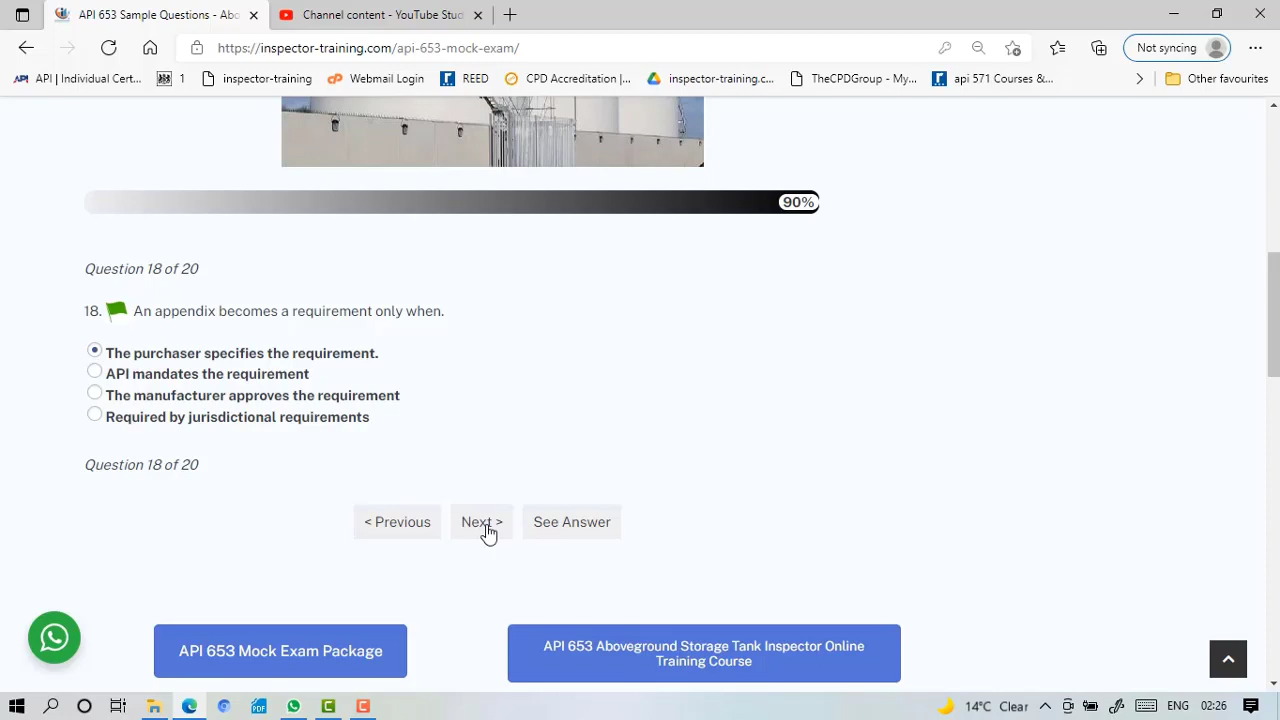 API 653 Sample Questions - Abo
Channel content - YouTube Stud
https://inspector-training.com/api-653-mock-exam/
Not syncing
API | Individual Cert...
1
inspector-training
Webmail Login
REED
CPD Accreditation |...
inspector-training.c...
TheCPDGroup - My...
api 571 Courses &...
Other favourites
90%
Question 18 of 20
18. An appendix becomes a requirement only when.
The purchaser specifies the requirement.
API mandates the requirement
The manufacturer approves the requirement
Required by jurisdictional requirements
Question 18 of 20
< Previous
Next >
See Answer
API 653 Mock Exam Package
API 653 Aboveground Storage Tank Inspector Online
Training Course
14°C Clear
ENG
02:26